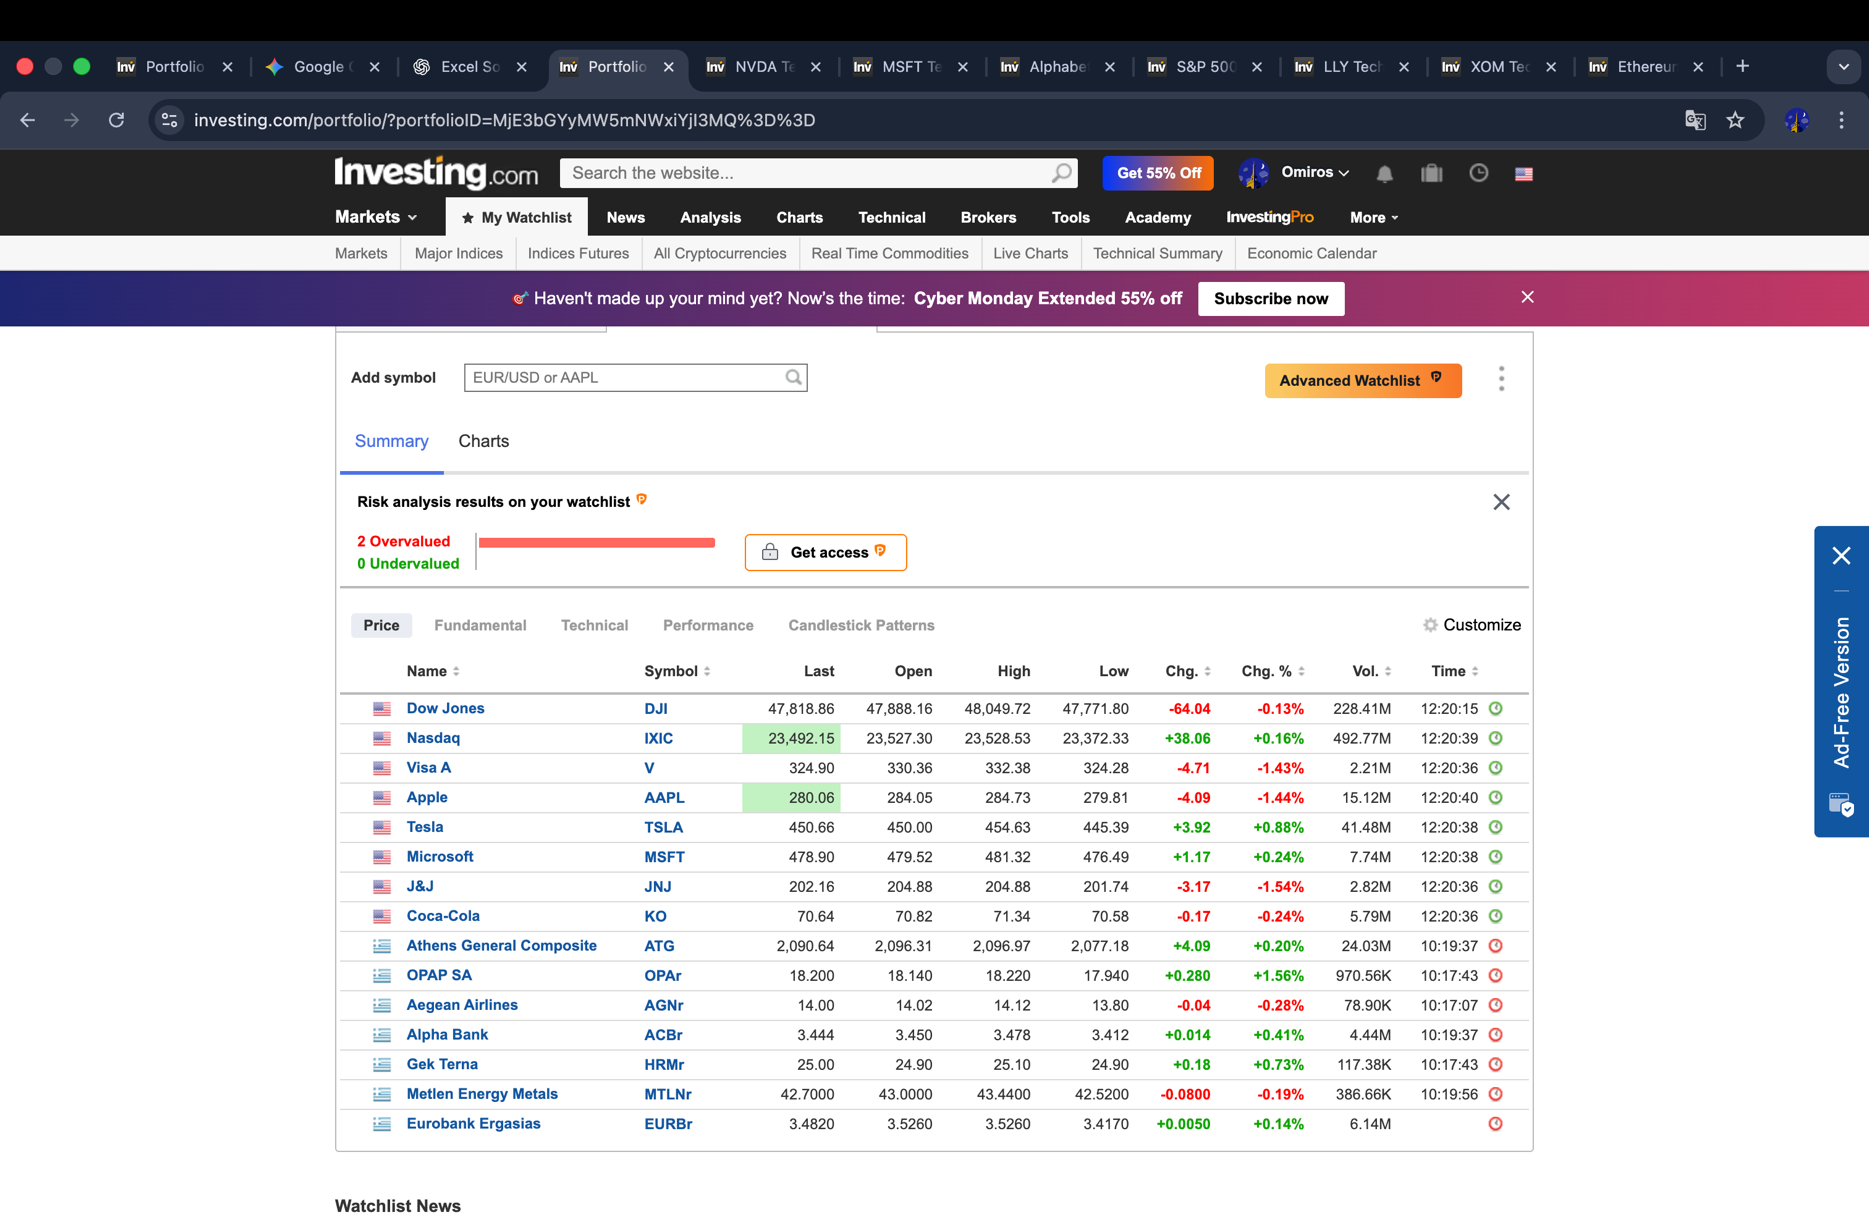 Portfolio Google Excel So Portfolio NVDA Te MSFT Te Alphabe S&P 500 LLY Tech XOM Tec Ethereum
investing.com/portfolio/?portfolioID=MjE3bGYyMW5mNWxiYjI3MQ%3D%3D
Investing.com Search the website... Get 55% Off Omiros
Markets My Watchlist News Analysis Charts Technical Brokers Tools Academy InvestingPro More
Markets Major Indices Indices Futures All Cryptocurrencies Real Time Commodities Live Charts Technical Summary Economic Calendar
Haven't made up your mind yet? Now's the time: Cyber Monday Extended 55% off Subscribe now
Add symbol EUR/USD or AAPL Advanced Watchlist
Summary Charts
Risk analysis results on your watchlist
2 Overvalued
0 Undervalued
Get access
Price Fundamental Technical Performance Candlestick Patterns Customize
Name Symbol Last Open High Low Chg. Chg. % Vol. Time
Dow Jones DJI 47,818.86 47,888.16 48,049.72 47,771.80 -64.04 -0.13% 228.41M 12:20:15
Nasdaq IXIC 23,492.15 23,527.30 23,528.53 23,372.33 +38.06 +0.16% 492.77M 12:20:39
Visa A V 324.90 330.36 332.38 324.28 -4.71 -1.43% 2.21M 12:20:36
Apple AAPL 280.06 284.05 284.73 279.81 -4.09 -1.44% 15.12M 12:20:40
Tesla TSLA 450.66 450.00 454.63 445.39 +3.92 +0.88% 41.48M 12:20:38
Microsoft MSFT 478.90 479.52 481.32 476.49 +1.17 +0.24% 7.74M 12:20:38
J&J JNJ 202.16 204.88 204.88 201.74 -3.17 -1.54% 2.82M 12:20:36
Coca-Cola KO 70.64 70.82 71.34 70.58 -0.17 -0.24% 5.79M 12:20:36
Athens General Composite ATG 2,090.64 2,096.31 2,096.97 2,077.18 +4.09 +0.20% 24.03M 10:19:37
OPAP SA OPAr 18.200 18.140 18.220 17.940 +0.280 +1.56% 970.56K 10:17:43
Aegean Airlines AGNr 14.00 14.02 14.12 13.80 -0.04 -0.28% 78.90K 10:17:07
Alpha Bank ACBr 3.444 3.450 3.478 3.412 +0.014 +0.41% 4.44M 10:19:37
Gek Terna HRMr 25.00 24.90 25.10 24.90 +0.18 +0.73% 117.38K 10:17:43
Metlen Energy Metals MTLNr 42.7000 43.0000 43.4400 42.5200 -0.0800 -0.19% 386.66K 10:19:56
Eurobank Ergasias EURBr 3.4820 3.5260 3.5260 3.4170 +0.0050 +0.14% 6.14M
Watchlist News
Ad-Free Version